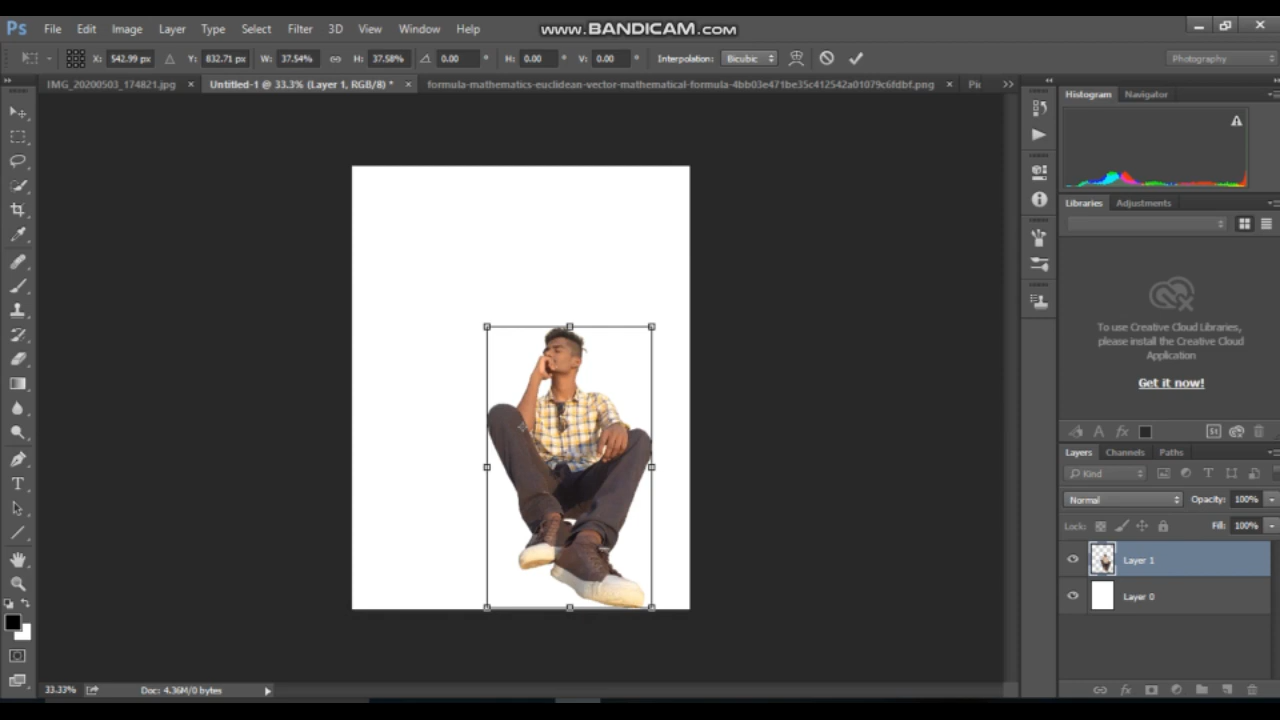 Ps File Edit Image Layer Type Select Filter 3D View Window Help www.BANDICAM.com
X: 542.99 px Y: 832.71 px W: 37.54% H: 37.58% 0.00 ° H: 0.00 ° V: 0.00 ° Interpolation: Bicubic Photography
IMG_20200503_174821.jpg × Untitled-1 @ 33.3% (Layer 1, RGB/8) * × formula-mathematics-euclidean-vector-mathematical-formula-4bb03e471be35c412542a01079c6fdbf.png ×
Histogram Navigator
Libraries Adjustments
To use Creative Cloud Libraries,
please install the Creative Cloud
Application
Get it now!
Layers Channels Paths
Kind
Normal Opacity: 100%
Lock: Fill: 100%
Layer 1
Layer 0
33.33% Doc: 4.36M/0 bytes